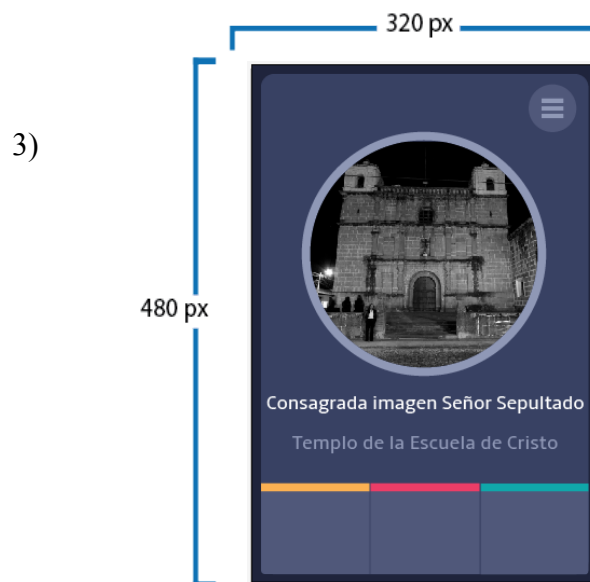 320 px
3)
480 px
Consagrada imagen Señor Sepultado
Templo de la Escuela de Cristo